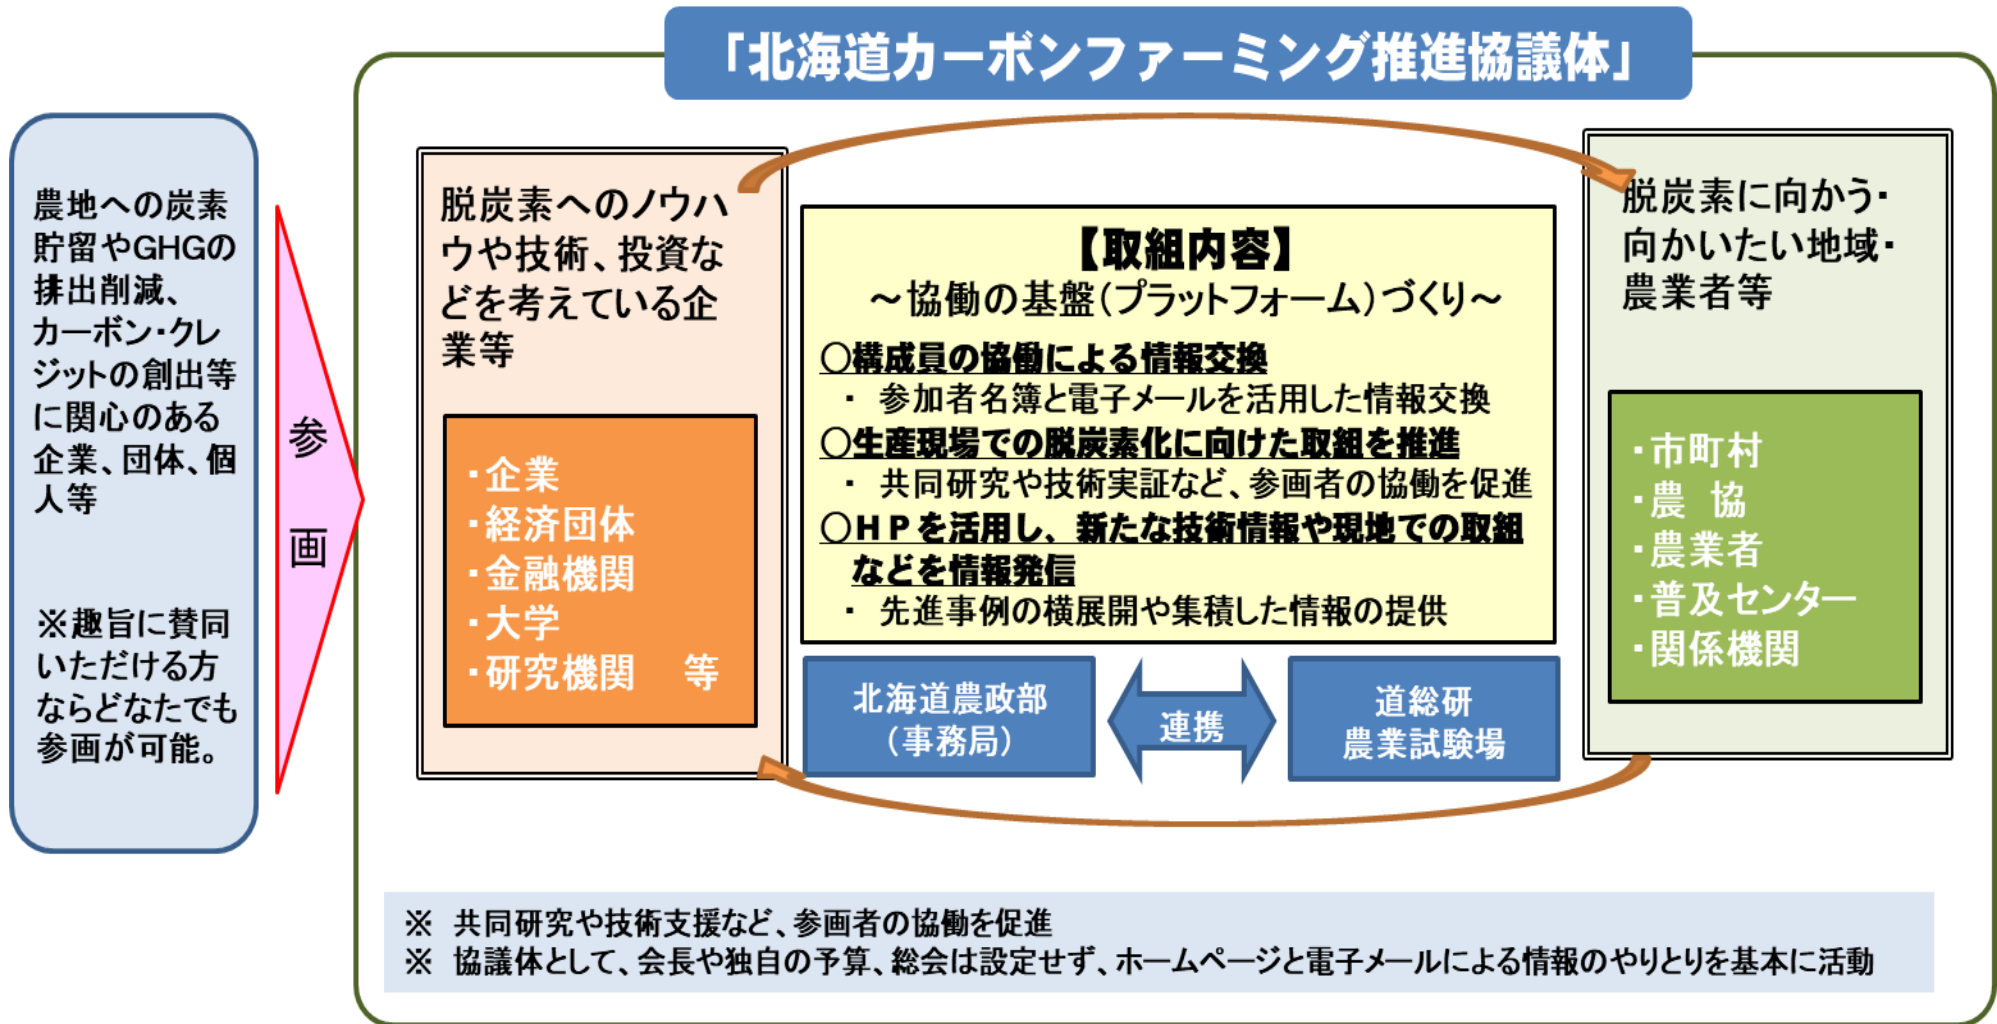 「北海道カーボンファーミング推進協議体」
農地への炭素
貯留やGHGの
排出削減、
カーボン・クレ
ジットの創出等
に関心のある
企業、団体、個
人等
※趣旨に賛同
いただける方
ならどなたでも
参画が可能。
参
画
脱炭素へのノウハ
ウや技術、投資な
どを考えている企
業等
・企業
・経済団体
・金融機関
・大学
・研究機関　等
【取組内容】
～協働の基盤(プラットフォーム)づくり～
○構成員の協働による情報交換
・ 参加者名簿と電子メールを活用した情報交換
○生産現場での脱炭素化に向けた取組を推進
・ 共同研究や技術実証など、参画者の協働を促進
○ＨＰを活用し、新たな技術情報や現地での取組
などを情報発信
・ 先進事例の横展開や集積した情報の提供
北海道農政部
(事務局)
連携
道総研
農業試験場
脱炭素に向かう・
向かいたい地域・
農業者等
・市町村
・農　協
・農業者
・普及センター
・関係機関
※ 共同研究や技術支援など、参画者の協働を促進
※ 協議体として、会長や独自の予算、総会は設定せず、ホームページと電子メールによる情報のやりとりを基本に活動